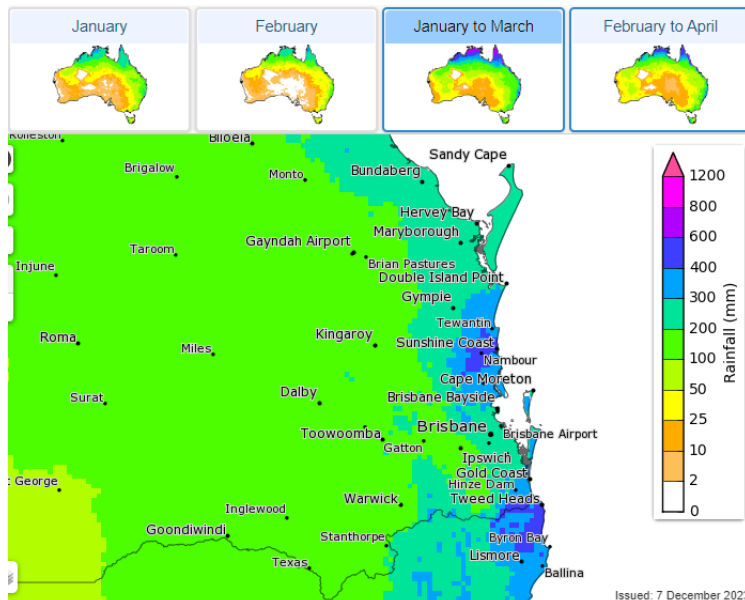 January
February
January to March
February to April
Rolleston
Biloela
Sandy Cape
Brigalow
Monto
Bundaberg
Hervey Bay
Maryborough
Taroom
Gayndah Airport
Injune
Brian Pastures
Double Island Point
Gympie
Tewantin
Roma
Miles
Kingaroy
Sunshine Coast
Nambour
Cape Moreton
Surat
Dalby
Brisbane Bayside
Brisbane
Brisbane Airport
Toowoomba
Gatton
Ipswich
Gold Coast
Hinze Dam
Tweed Heads
t George
Warwick
Inglewood
Goondiwindi
Stanthorpe
Byron Bay
Lismore
Texas
Ballina
1200
800
600
400
300
200
100
50
25
10
2
0
Rainfall (mm)
Issued: 7 December 202